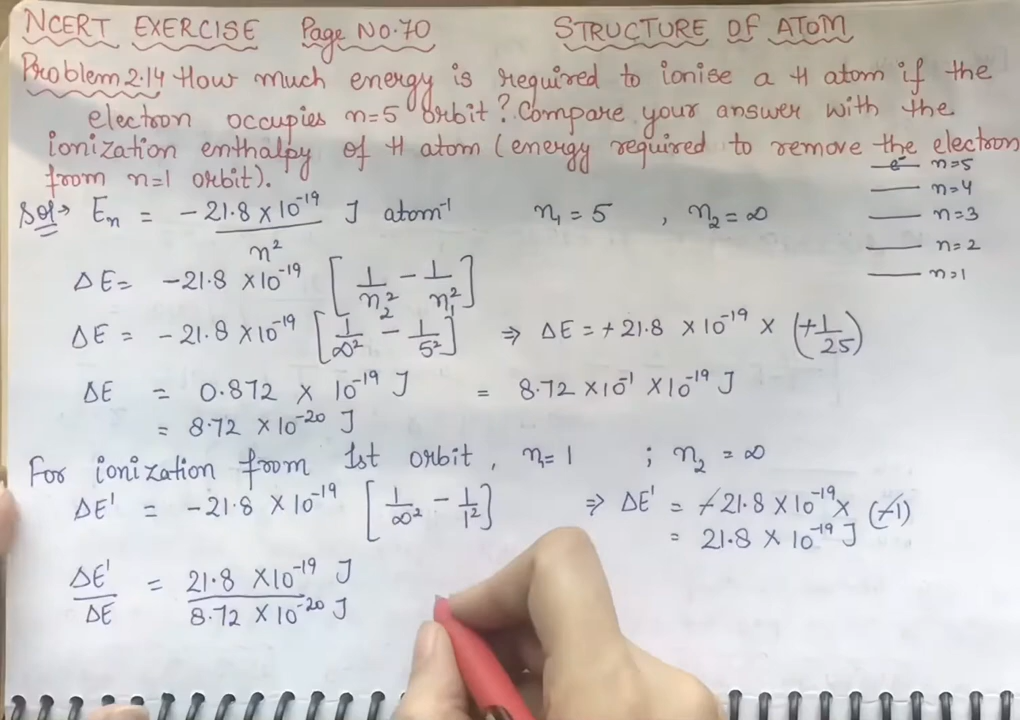 NCERT EXERCISE Page No.70 STRUCTURE OF ATOM
Problem 2.14 How much energy is required to ionise a H atom if the
electron occupies n=5 orbit? Compare your answer with the
ionization enthalpy of H atom (energy required to remove the electron
from n=1 orbit).
e⁻ n=5
n=4
n=3
n=2
n=1
Sol→ En = -21.8 × 10⁻¹⁹ / n² J atom⁻¹ n₁ = 5 , n₂ = ∞
ΔE = -21.8 × 10⁻¹⁹ [1/n₂² - 1/n₁²]
ΔE = -21.8 × 10⁻¹⁹ [1/∞² - 1/5²] ⇒ ΔE = +21.8 × 10⁻¹⁹ × (+1/25)
ΔE = 0.872 × 10⁻¹⁹ J = 8.72 × 10⁻¹ × 10⁻¹⁹ J
= 8.72 × 10⁻²⁰ J
For ionization from 1st orbit, n₁= 1 ; n₂ = ∞
ΔE' = -21.8 × 10⁻¹⁹ [1/∞² - 1/1²] ⇒ ΔE' = -21.8 × 10⁻¹⁹ × (-1)
= 21.8 × 10⁻¹⁹ J
ΔE'/ΔE = 21.8 × 10⁻¹⁹ J / 8.72 × 10⁻²⁰ J